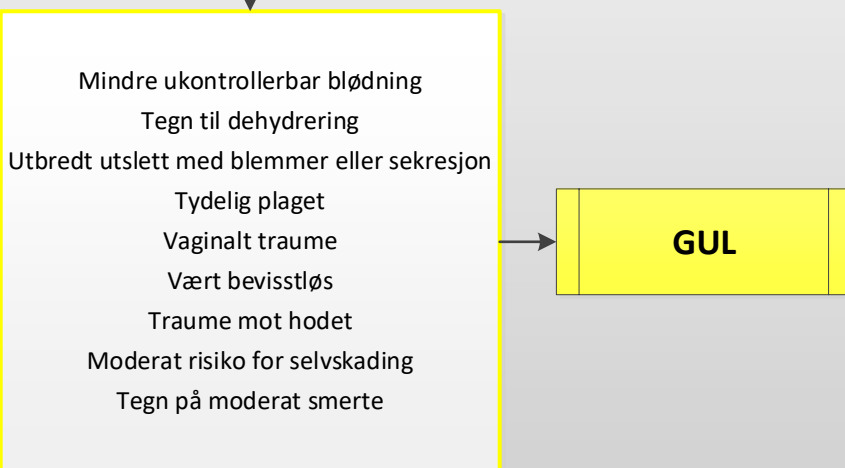 Mindre ukontrollerbar blødning
Tegn til dehydrering
Utbredt utslett med blemmer eller sekresjon
Tydelig plaget
Vaginalt traume
Vært bevisstløs
Traume mot hodet
Moderat risiko for selvskading
Tegn på moderat smerte
GUL